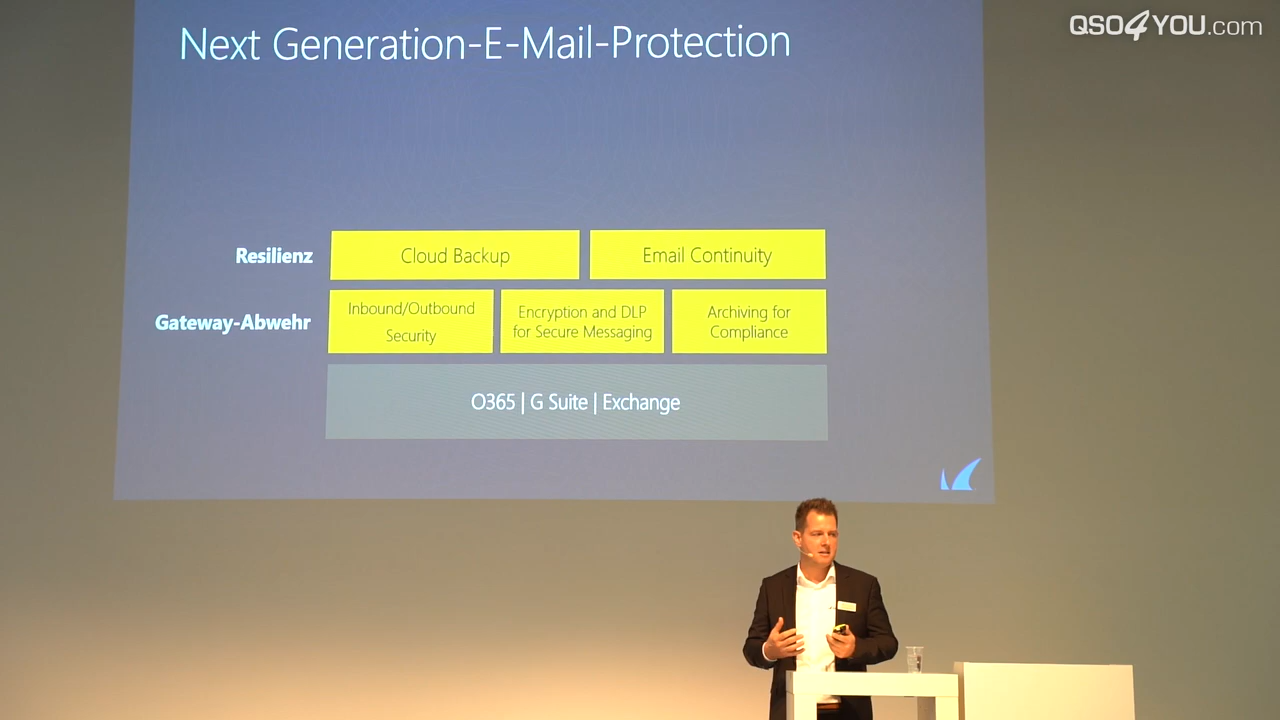 QSO4YOU.com
Next Generation-E-Mail-Protection
Resilienz
Cloud Backup
Email Continuity
Gateway-Abwehr
Inbound/Outbound
Security
Encryption and DLP
for Secure Messaging
Archiving for
Compliance
O365 | G Suite | Exchange